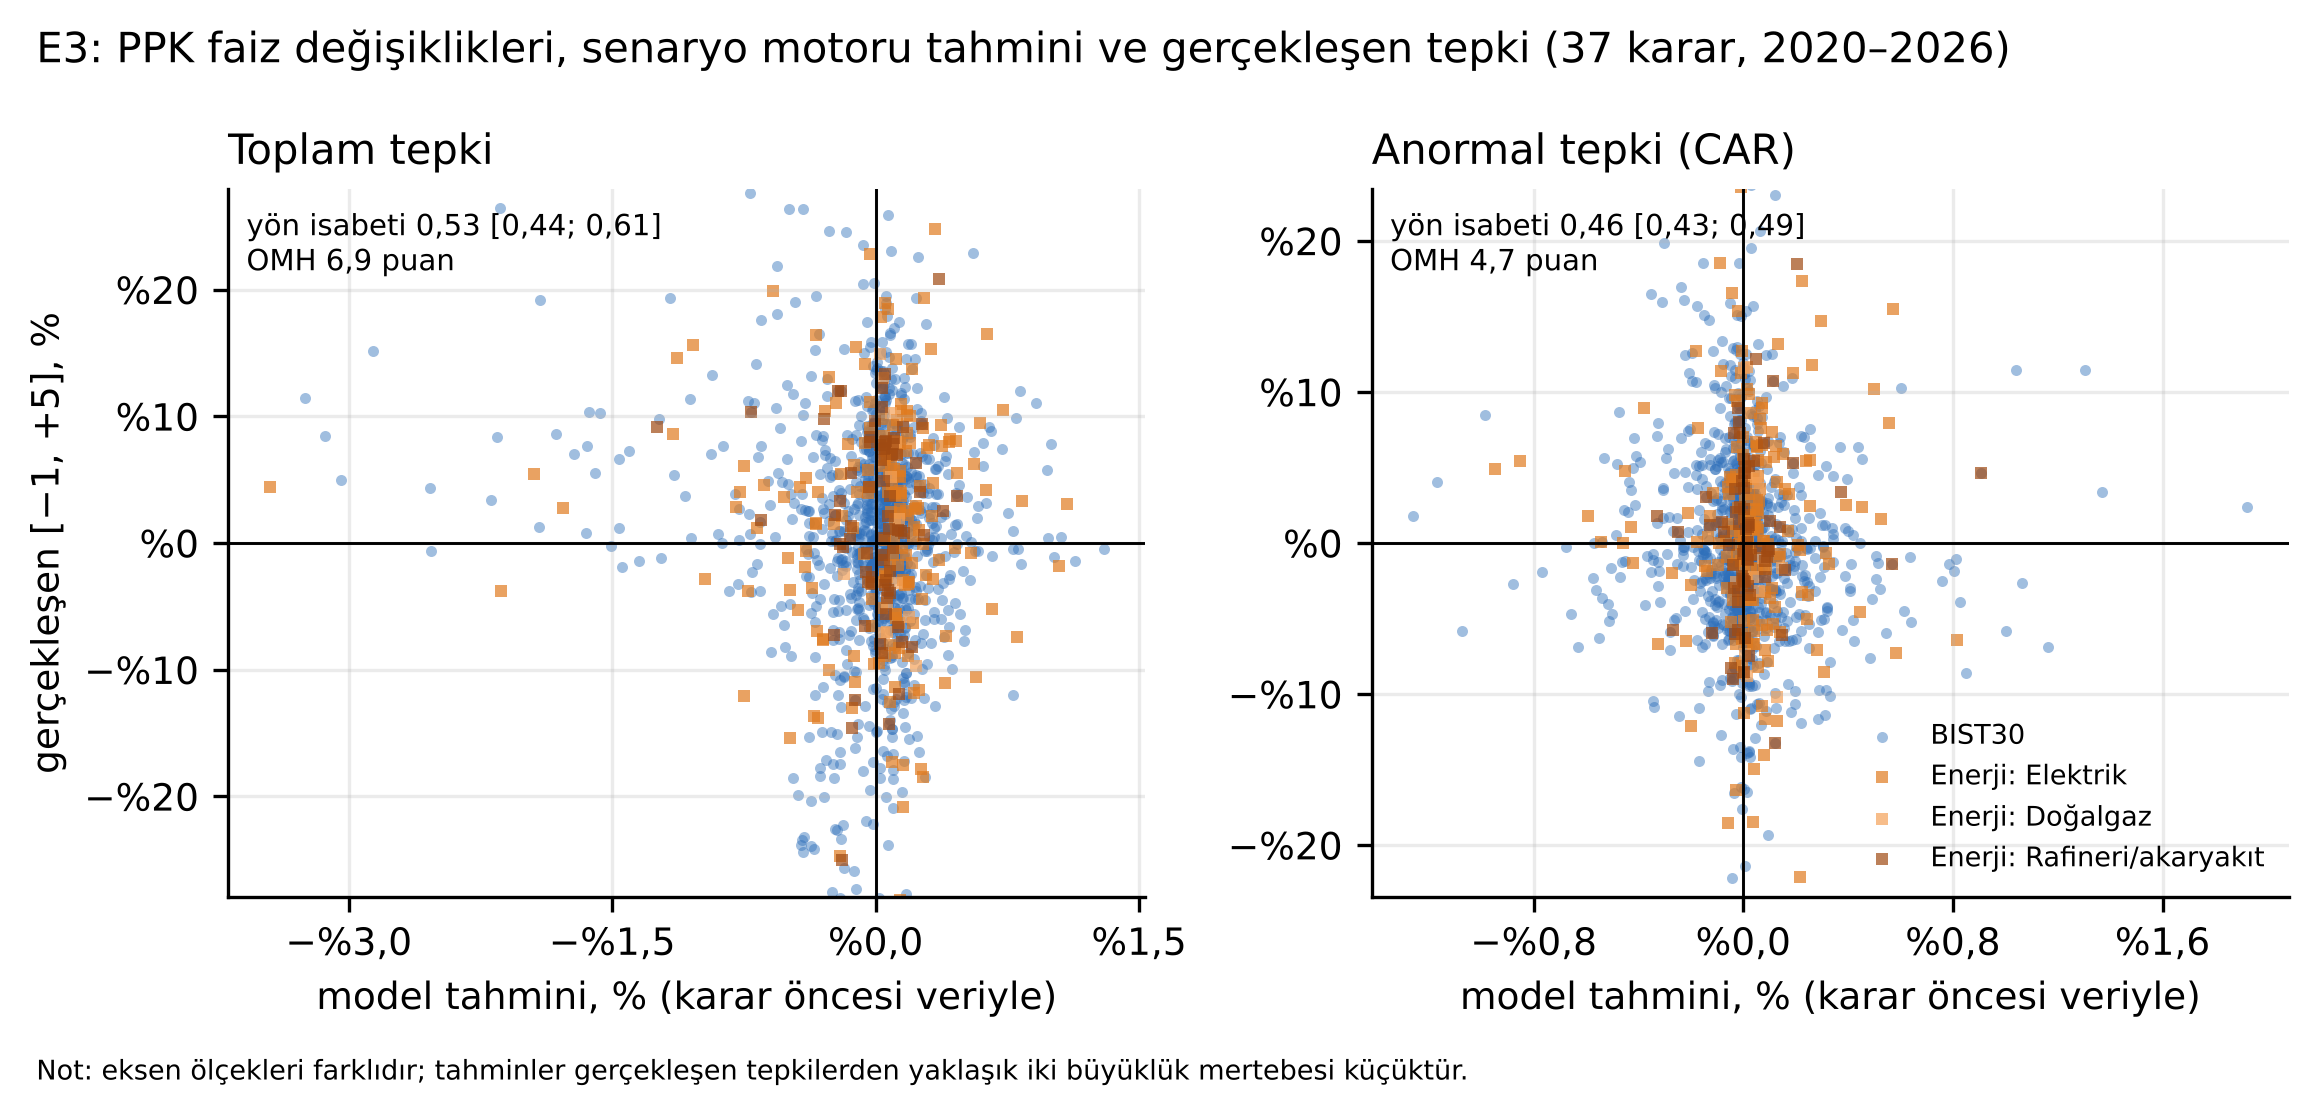 E3: PPK faiz değişiklikleri, senaryo motoru tahmini ve gerçekleşen tepki (37 karar, 2020–2026)
Toplam tepki
yön isabeti 0,53 [0,44; 0,61]
OMH 6,9 puan
%20
%10
%0
−%10
−%20
gerçekleşen [−1, +5], %
−%3,0
−%1,5
%0,0
%1,5
model tahmini, % (karar öncesi veriyle)
Anormal tepki (CAR)
yön isabeti 0,46 [0,43; 0,49]
OMH 4,7 puan
%20
%10
%0
−%10
−%20
BIST30
Enerji: Elektrik
Enerji: Doğalgaz
Enerji: Rafineri/akaryakıt
−%0,8
%0,0
%0,8
%1,6
model tahmini, % (karar öncesi veriyle)
Not: eksen ölçekleri farklıdır; tahminler gerçekleşen tepkilerden yaklaşık iki büyüklük mertebesi küçüktür.